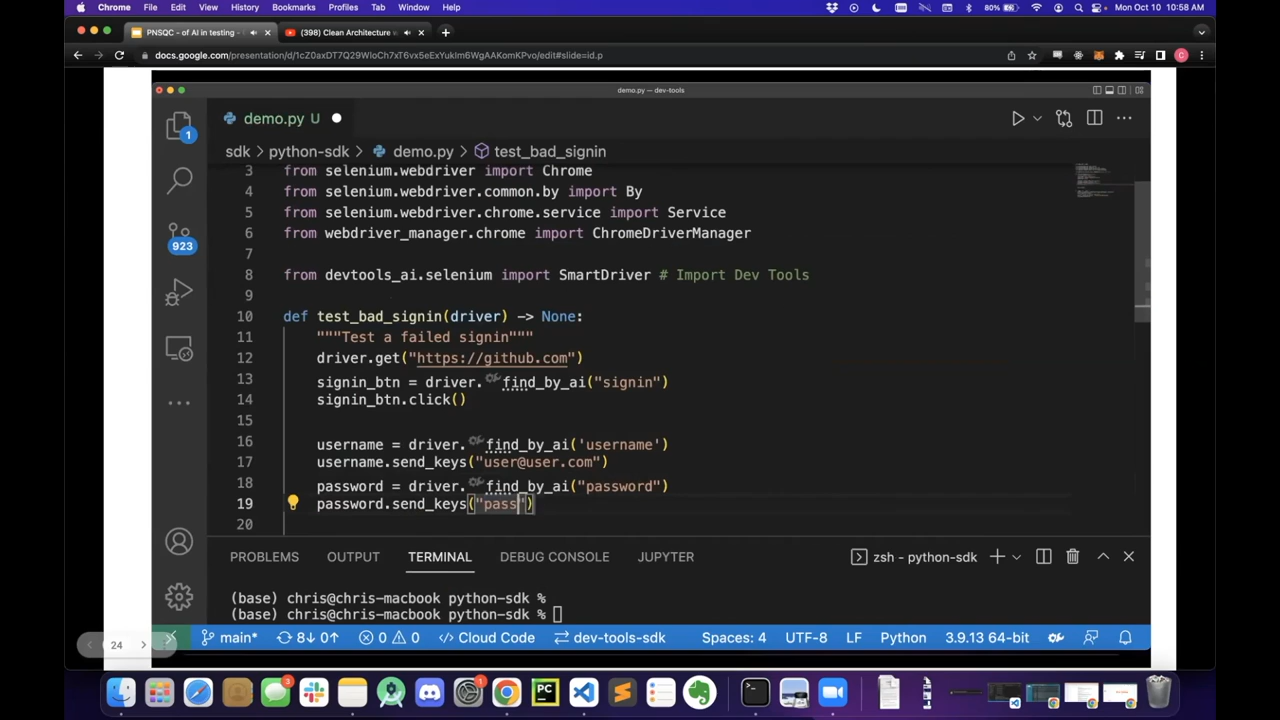 Chrome File Edit View History Bookmarks Profiles Tab Window Help 80% Mon Oct 10 10:58 AM
PNSQC - of AI in testing - (398) Clean Architecture
docs.google.com/presentation/d/1cZ0axDT7Q29WIoCh7xT6vx5eExYukIm6WgAAKomKPvo/edit#slide=id.p
demo.py — dev-tools
demo.py U
1
sdk > python-sdk > demo.py > test_bad_signin
3 from selenium.webdriver import Chrome
4 from selenium.webdriver.common.by import By
5 from selenium.webdriver.chrome.service import Service
6 from webdriver_manager.chrome import ChromeDriverManager
7
923
8 from devtools_ai.selenium import SmartDriver # Import Dev Tools
9
10 def test_bad_signin(driver) -> None:
11 """Test a failed signin"""
12 driver.get("https://github.com")
13 signin_btn = driver.find_by_ai("signin")
14 signin_btn.click()
15
16 username = driver.find_by_ai('username')
17 username.send_keys("user@user.com")
18 password = driver.find_by_ai("password")
19 password.send_keys("pass")
20
PROBLEMS OUTPUT TERMINAL DEBUG CONSOLE JUPYTER zsh - python-sdk
(base) chris@chris-macbook python-sdk %
(base) chris@chris-macbook python-sdk %
main* 8↓ 0↑ 0 0 Cloud Code dev-tools-sdk Spaces: 4 UTF-8 LF Python 3.9.13 64-bit
24
3 1 PC